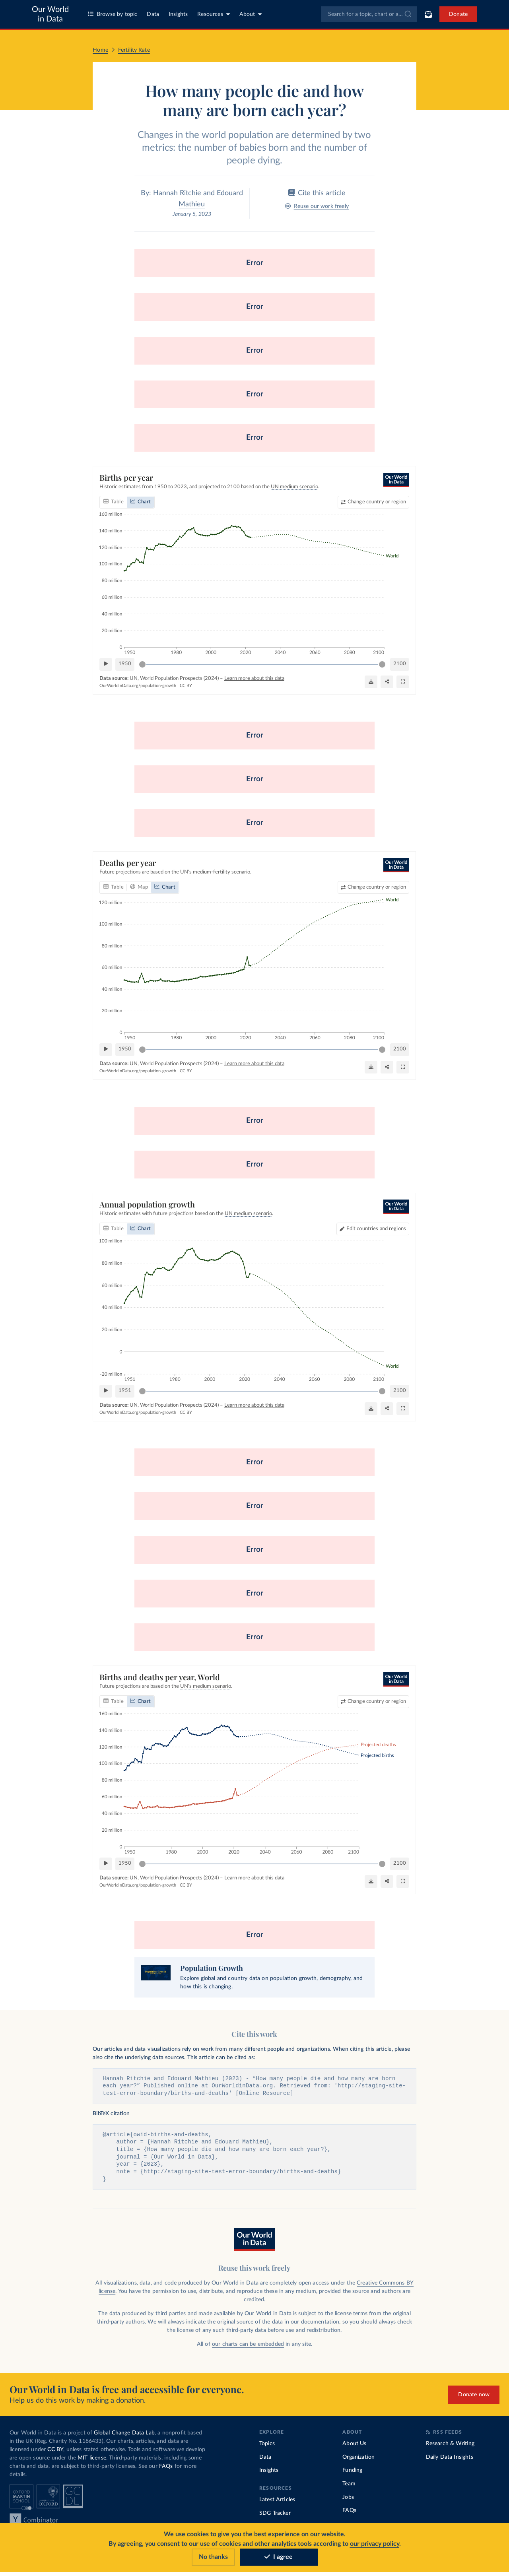 Our World
in Data
Browse by topic
Data
Insights
Resources
About
Search for a topic, chart or a...
Donate
Home
Fertility Rate
How many people die and how
many are born each year?
Changes in the world population are determined by two
metrics: the number of babies born and the number of
people dying.
By: Hannah Ritchie and Edouard
Mathieu
January 5, 2023
Cite this article
Reuse our work freely
Error
Error
Error
Error
Error
Births per year
Historic estimates from 1950 to 2023, and projected to 2100 based on the UN medium scenario.
Our World
in Data
Table
Chart
Change country or region
160 million
140 million
120 million
100 million
80 million
60 million
40 million
20 million
0
World
1950 1980 2000 2020 2040 2060 2080 2100
1950
2100
Data source: UN, World Population Prospects (2024) – Learn more about this data
OurWorldinData.org/population-growth | CC BY
Error
Error
Error
Deaths per year
Future projections are based on the UN's medium-fertility scenario.
Our World
in Data
Table
Map
Chart
Change country or region
120 million
100 million
80 million
60 million
40 million
20 million
0
World
1950 1980 2000 2020 2040 2060 2080 2100
1950
2100
Data source: UN, World Population Prospects (2024) – Learn more about this data
OurWorldinData.org/population-growth | CC BY
Error
Error
Annual population growth
Historic estimates with future projections based on the UN medium scenario.
Our World
in Data
Table
Chart
Edit countries and regions
100 million
80 million
60 million
40 million
20 million
0
-20 million
World
1951 1980 2000 2020 2040 2060 2080 2100
1951
2100
Data source: UN, World Population Prospects (2024) – Learn more about this data
OurWorldinData.org/population-growth | CC BY
Error
Error
Error
Error
Error
Births and deaths per year, World
Future projections are based on the UN's medium scenario.
Our World
in Data
Table
Chart
Change country or region
160 million
140 million
120 million
100 million
80 million
60 million
40 million
20 million
0
Projected deaths
Projected births
1950 1980 2000 2020 2040 2060 2080 2100
1950
2100
Data source: UN, World Population Prospects (2024) – Learn more about this data
OurWorldinData.org/population-growth | CC BY
Error
Population Growth
Explore global and country data on population growth, demography, and
how this is changing.
Cite this work
Our articles and data visualizations rely on work from many different people and organizations. When citing this article, please
also cite the underlying data sources. This article can be cited as:
Hannah Ritchie and Edouard Mathieu (2023) - “How many people die and how many are born
each year?” Published online at OurWorldinData.org. Retrieved from: 'http://staging-site-
test-error-boundary/births-and-deaths' [Online Resource]
BibTeX citation
@article{owid-births-and-deaths,
author = {Hannah Ritchie and Edouard Mathieu},
title = {How many people die and how many are born each year?},
journal = {Our World in Data},
year = {2023},
note = {http://staging-site-test-error-boundary/births-and-deaths}
}
Our World
in Data
Reuse this work freely
All visualizations, data, and code produced by Our World in Data are completely open access under the Creative Commons BY
license. You have the permission to use, distribute, and reproduce these in any medium, provided the source and authors are
credited.
The data produced by third parties and made available by Our World in Data is subject to the license terms from the original
third-party authors. We will always indicate the original source of the data in our documentation, so you should always check
the license of any such third-party data before use and redistribution.
All of our charts can be embedded in any site.
Our World in Data is free and accessible for everyone.
Help us do this work by making a donation.
Donate now
Our World in Data is a project of Global Change Data Lab, a nonprofit based
in the UK (Reg. Charity No. 1186433). Our charts, articles, and data are
licensed under CC BY, unless stated otherwise. Tools and software we develop
are open source under the MIT license. Third-party materials, including some
charts and data, are subject to third-party licenses. See our FAQs for more
details.
OXFORD
MARTIN
SCHOOL
OXFORD
GC
DL
Y Combinator
EXPLORE
Topics
Data
Insights
RESOURCES
Latest Articles
SDG Tracker
ABOUT
About Us
Organization
Funding
Team
Jobs
FAQs
RSS FEEDS
Research & Writing
Daily Data Insights
We use cookies to give you the best experience on our website.
By agreeing, you consent to our use of cookies and other analytics tools according to our privacy policy.
No thanks
I agree